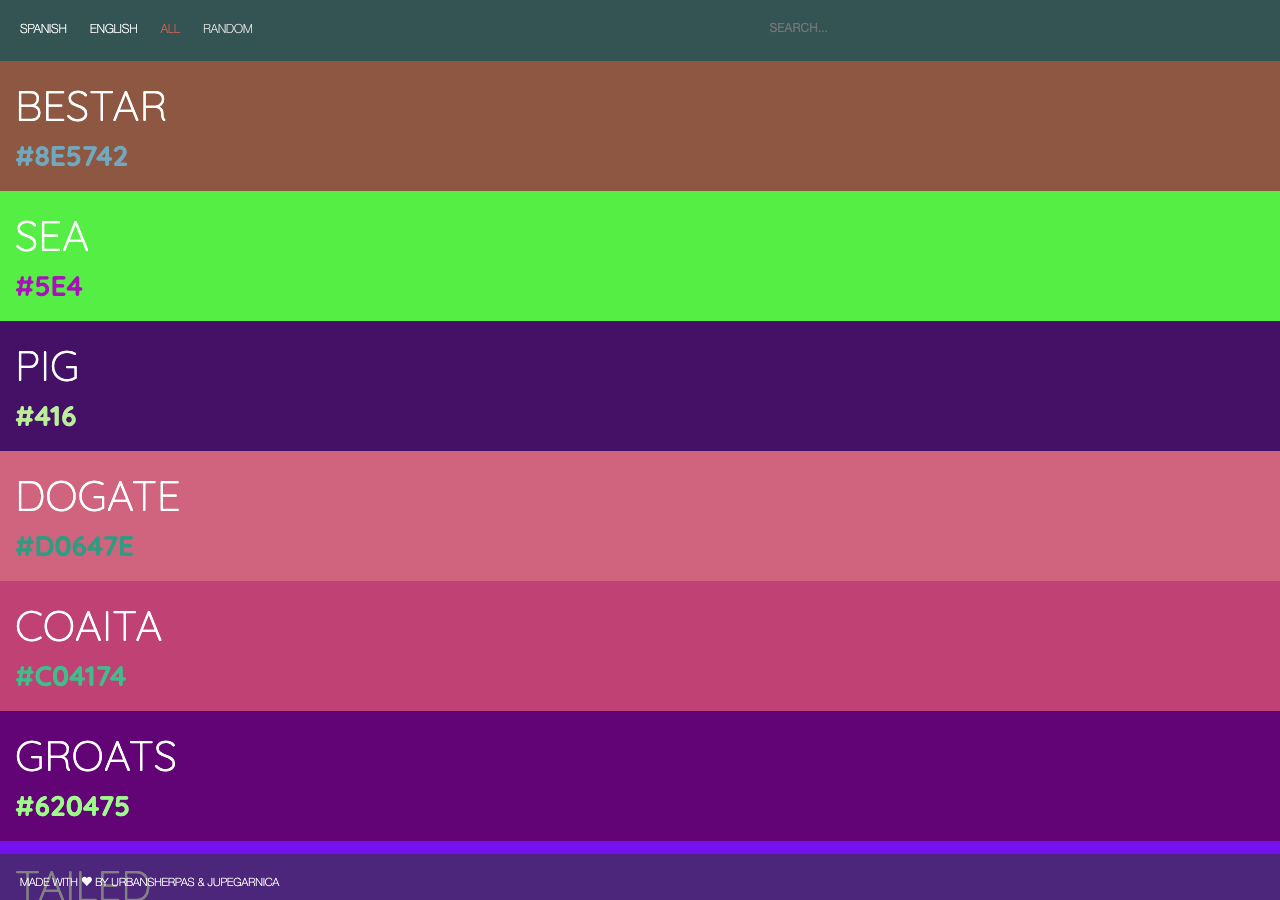 SPANISH ENGLISH ALL RANDOM SEARCH...
BESTAR
#8E5742
SEA
#5E4
PIG
#416
DOGATE
#D0647E
COAITA
#C04174
GROATS
#620475
TAILED
MADE WITH ❤ BY URBANSHERPAS & JUPEGARNICA